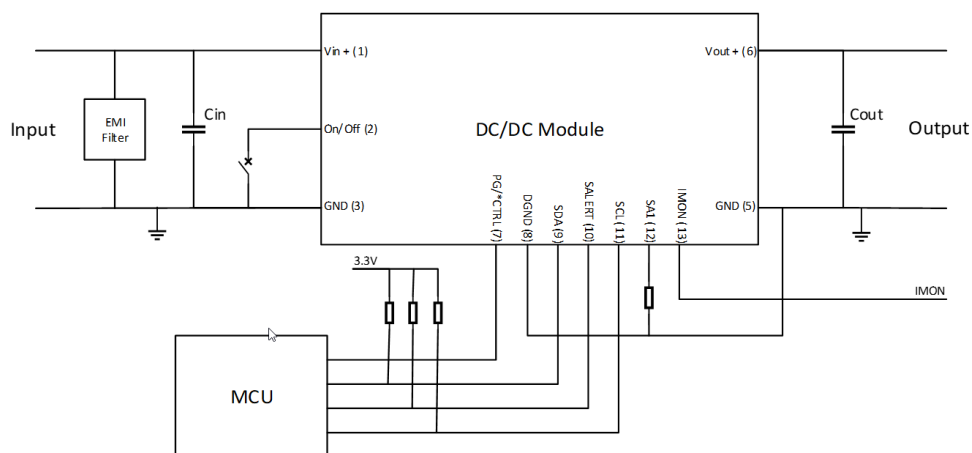 Vin + (1)
Vout + (6)
Input
EMI
Filter
Cin
On/Off (2)
DC/DC Module
Cout
Output
GND (3)
PG/*CTRL (7)
DGND (8)
SDA (9)
SALERT (10)
SCL (11)
SA1 (12)
IMON (13)
GND (5)
3.3V
IMON
MCU